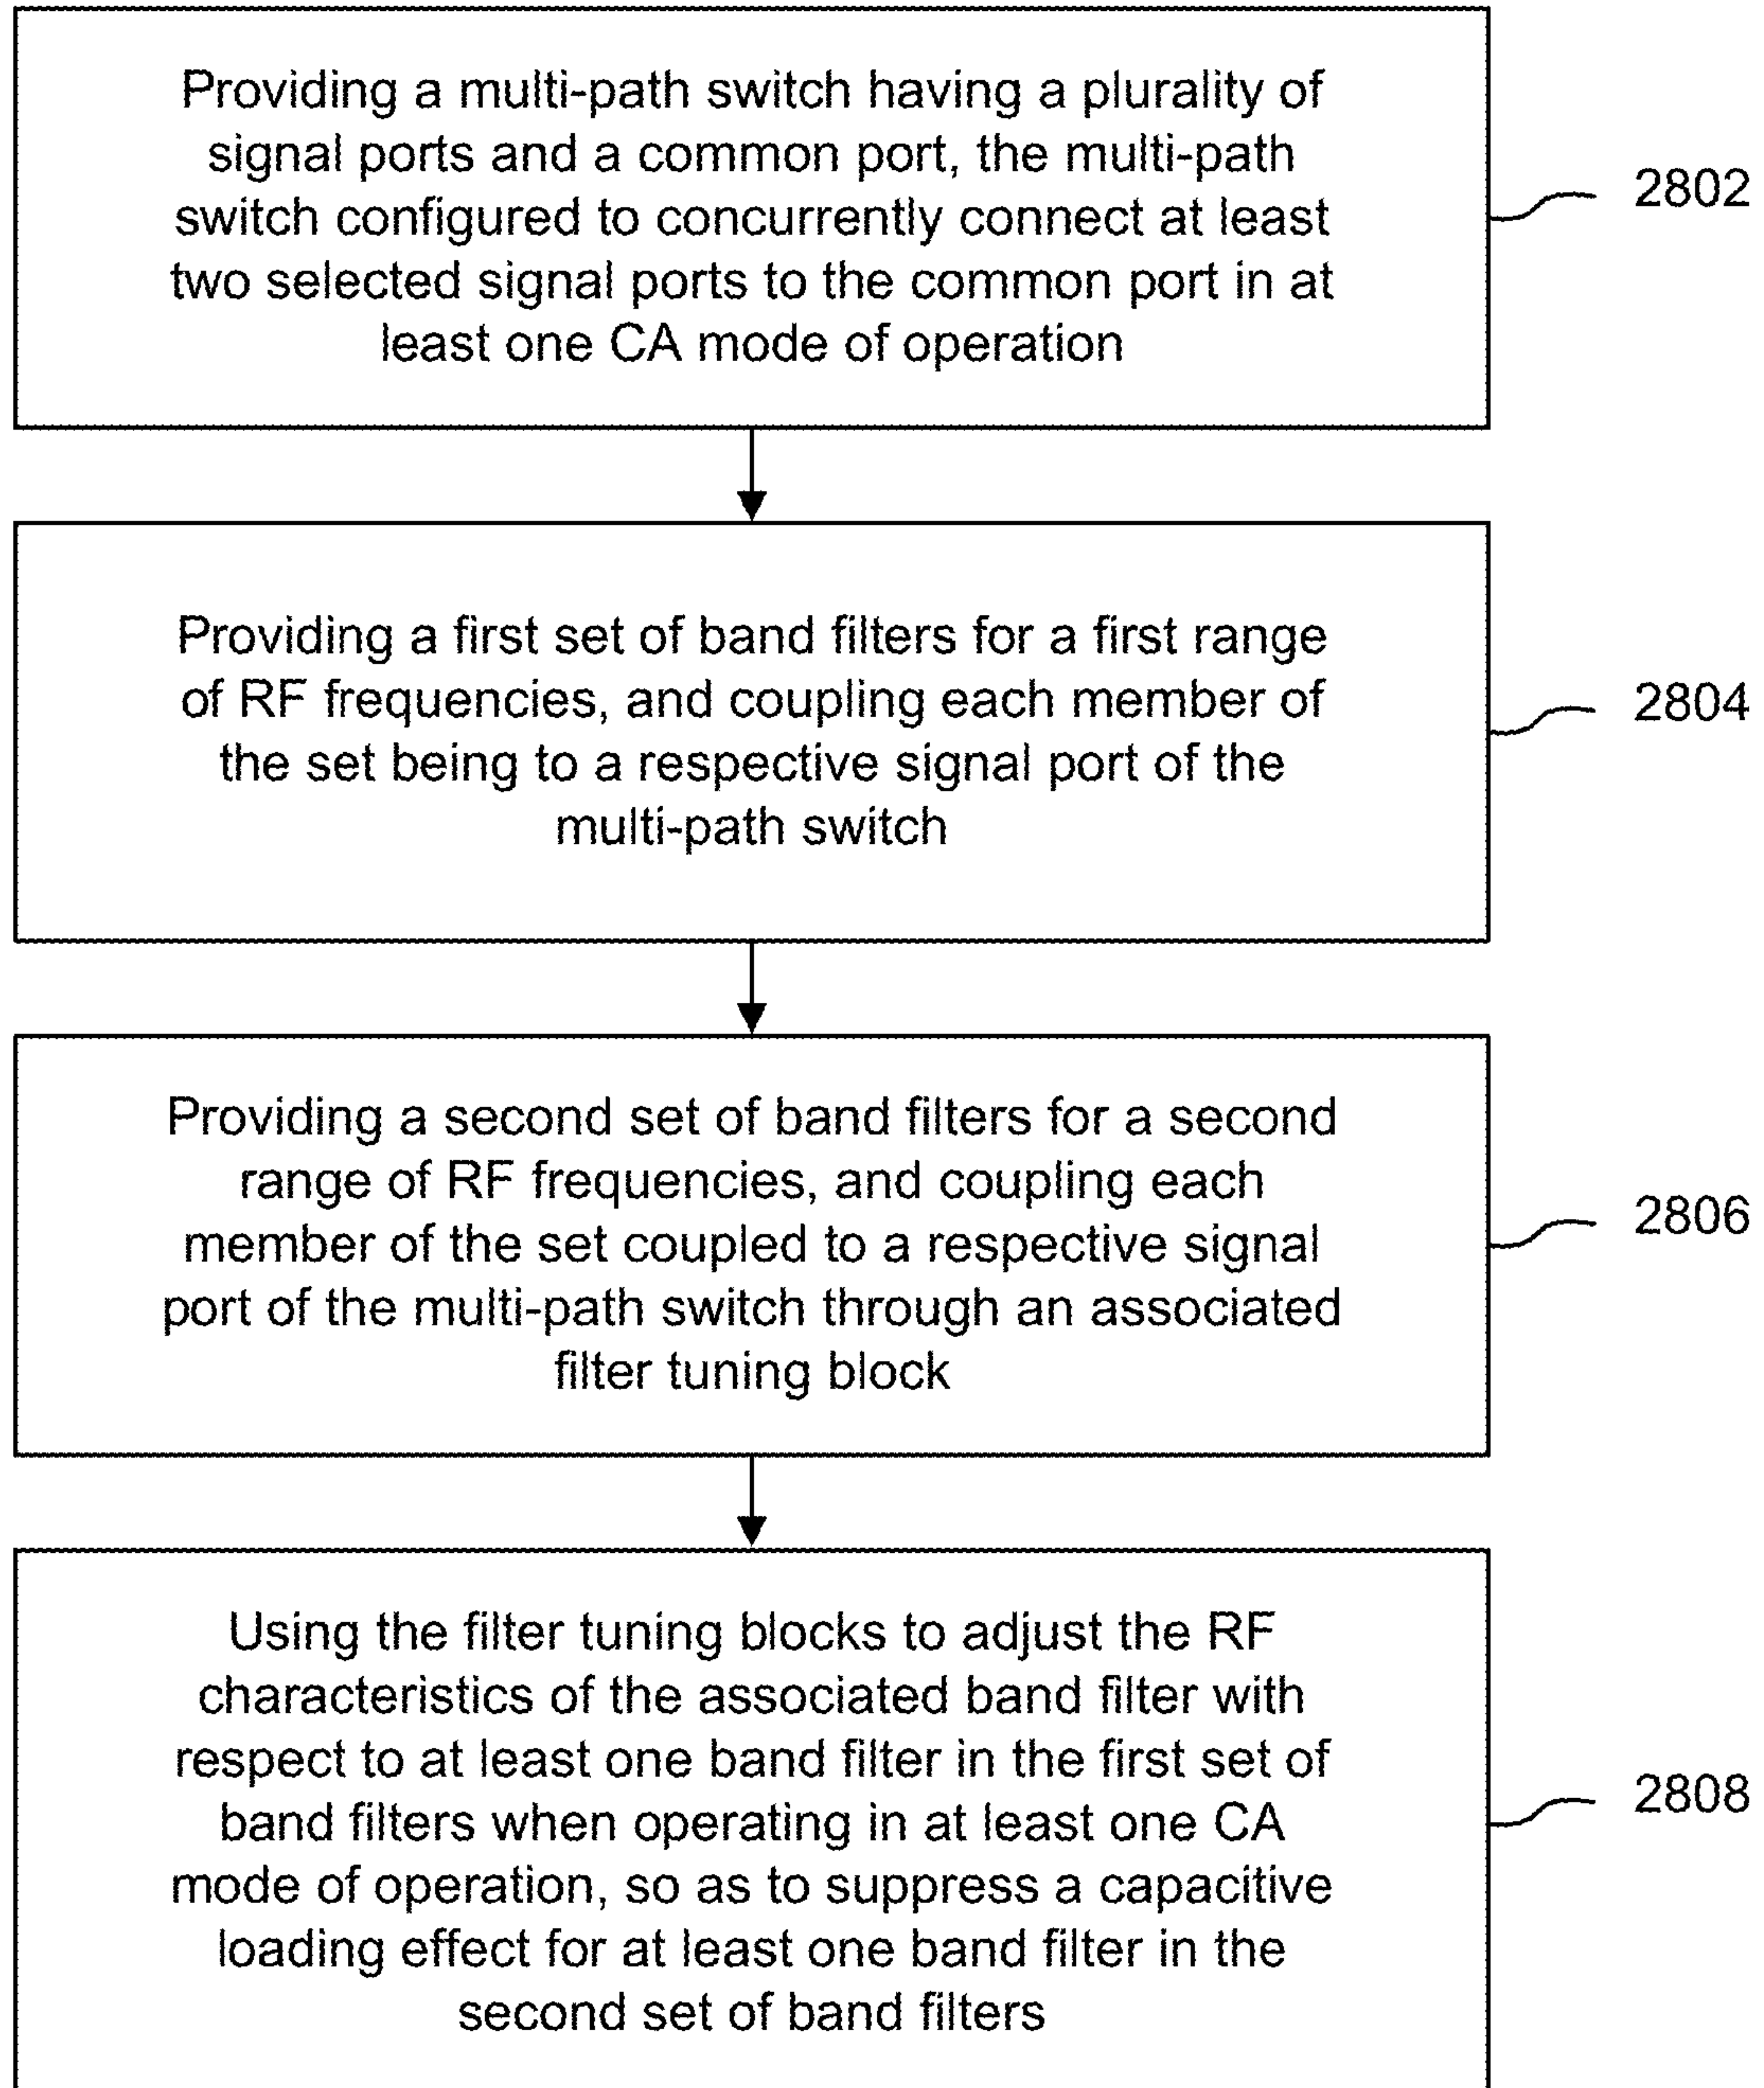 Providing a multi-path switch having a plurality of
signal ports and a common port, the multi-path
switch configured to concurrently connect at least
two selected signal ports to the common port in at
least one CA mode of operation
2802
Providing a first set of band filters for a first range
of RF frequencies, and coupling each member of
the set being to a respective signal port of the
multi-path switch
2804
Providing a second set of band filters for a second
range of RF frequencies, and coupling each
member of the set coupled to a respective signal
port of the multi-path switch through an associated
filter tuning block
2806
Using the filter tuning blocks to adjust the RF
characteristics of the associated band filter with
respect to at least one band filter in the first set of
band filters when operating in at least one CA
mode of operation, so as to suppress a capacitive
loading effect for at least one band filter in the
second set of band filters
2808